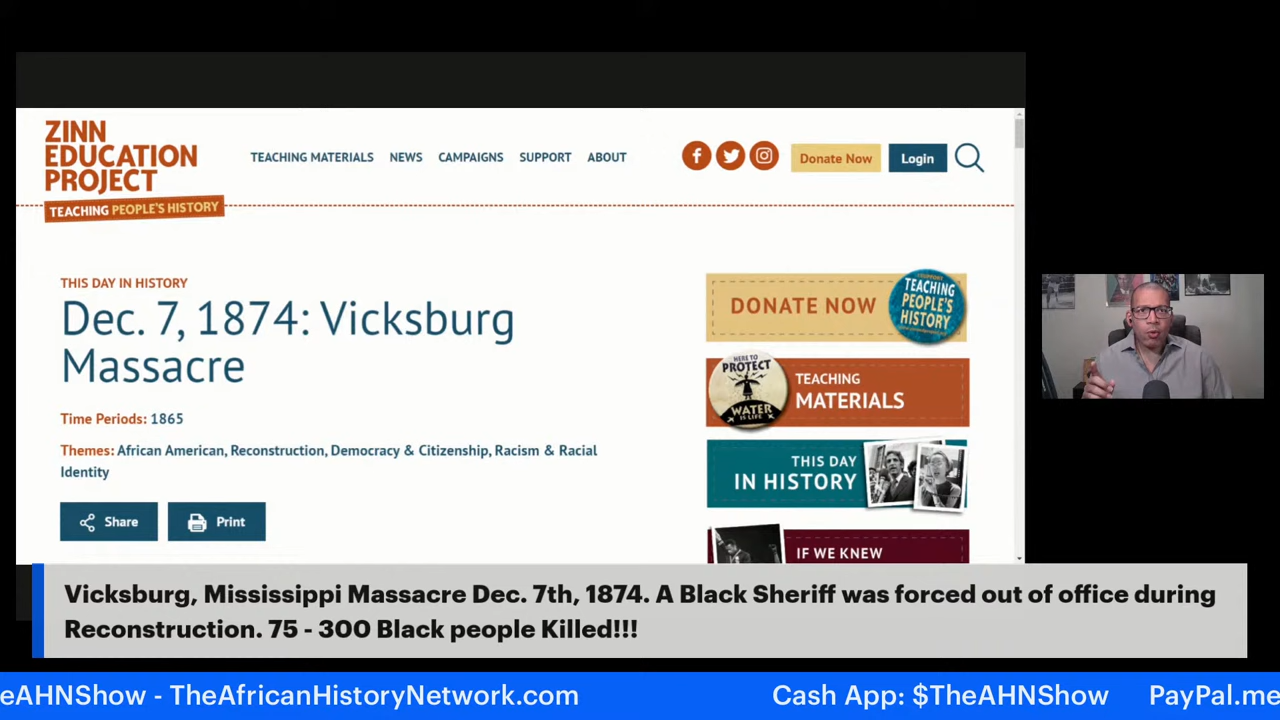 ZINN
EDUCATION
PROJECT
TEACHING PEOPLE'S HISTORY
TEACHING MATERIALS NEWS CAMPAIGNS SUPPORT ABOUT
Donate Now
Login
THIS DAY IN HISTORY
Dec. 7, 1874: Vicksburg
Massacre
Time Periods: 1865
Themes: African American, Reconstruction, Democracy & Citizenship, Racism & Racial
Identity
Share
Print
DONATE NOW
TEACHING
PEOPLE'S
HISTORY
HERE TO
PROTECT
WATER
IS LIFE
TEACHING
MATERIALS
THIS DAY
IN HISTORY
IF WE KNEW
Vicksburg, Mississippi Massacre Dec. 7th, 1874. A Black Sheriff was forced out of office during
Reconstruction. 75 - 300 Black people Killed!!!
eAHNShow - TheAfricanHistoryNetwork.com Cash App: $TheAHNShow PayPal.me